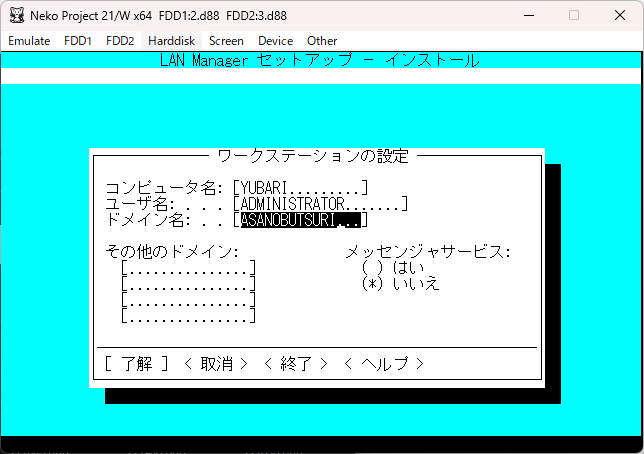 Neko Project 21/W x64  FDD1:2.d88  FDD2:3.d88
Emulate  FDD1  FDD2  Harddisk  Screen  Device  Other
LAN Manager セットアップ － インストール
ワークステーションの設定
コンピュータ名: [YUBARI.........]
ユーザ名: . . . [ADMINISTRATOR.......]
ドメイン名: . . [ASANOBUTSURI...]
その他のドメイン: メッセンジャサービス:
[...............] ( ) はい
[...............] (*) いいえ
[...............]
[...............]
[ 了解 ] < 取消 > < 終了 > < ヘルプ >